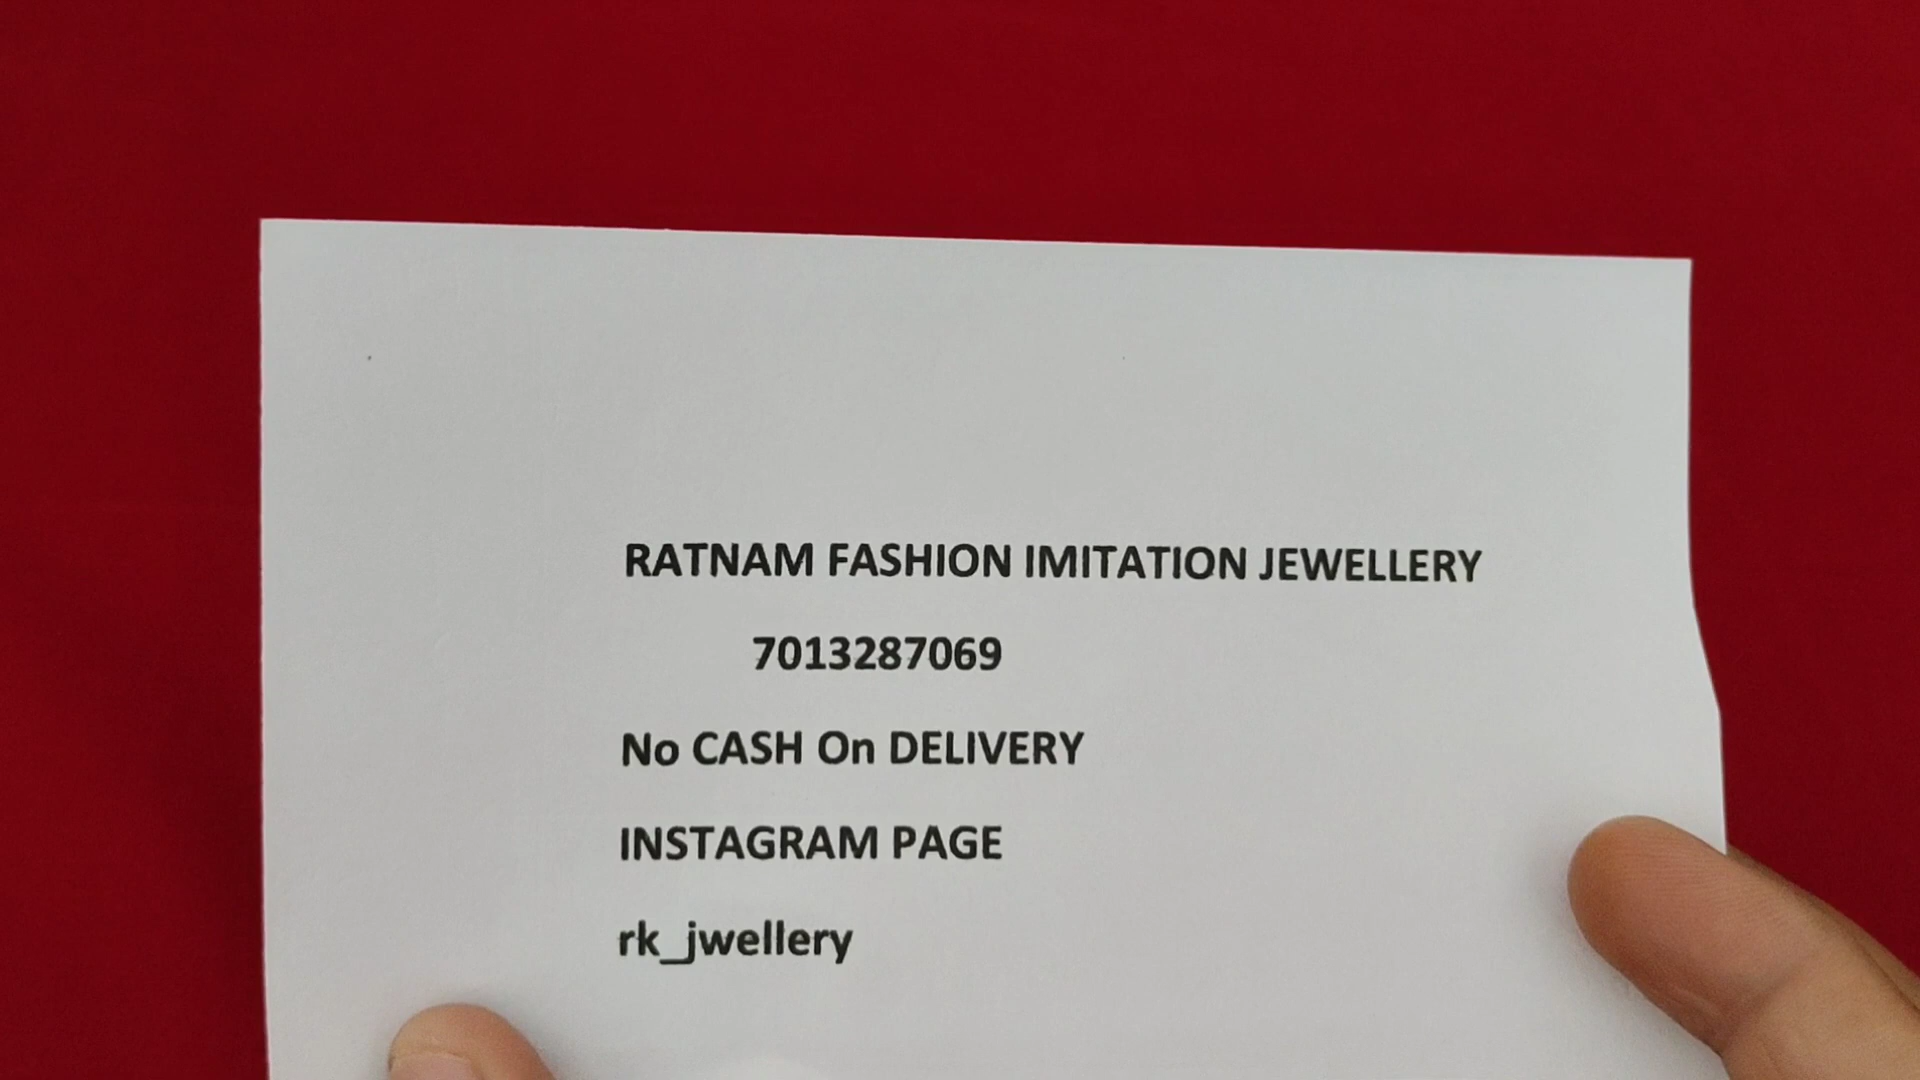 RATNAM FASHION IMITATION JEWELLERY
7013287069
No CASH On DELIVERY
INSTAGRAM PAGE
rk_jwellery